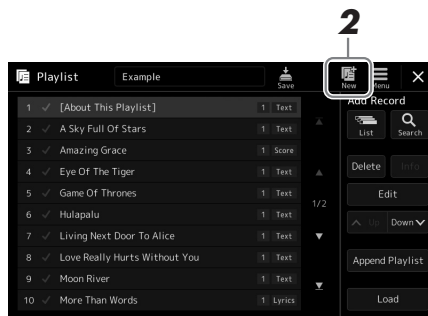 2
Playlist Example Save New Menu
Add Record
1 [About This Playlist] 1 Text
2 A Sky Full Of Stars 1 Text
3 Amazing Grace 1 Score
4 Eye Of The Tiger 1 Text
5 Game Of Thrones 1 Text
6 Hulapalu 1 Text
7 Living Next Door To Alice 1 Text
8 Love Really Hurts Without You 1 Text
9 Moon River 1 Text
10 More Than Words 1 Lyrics
1/2
List Search
Delete Info
Edit
Up Down
Append Playlist
Load